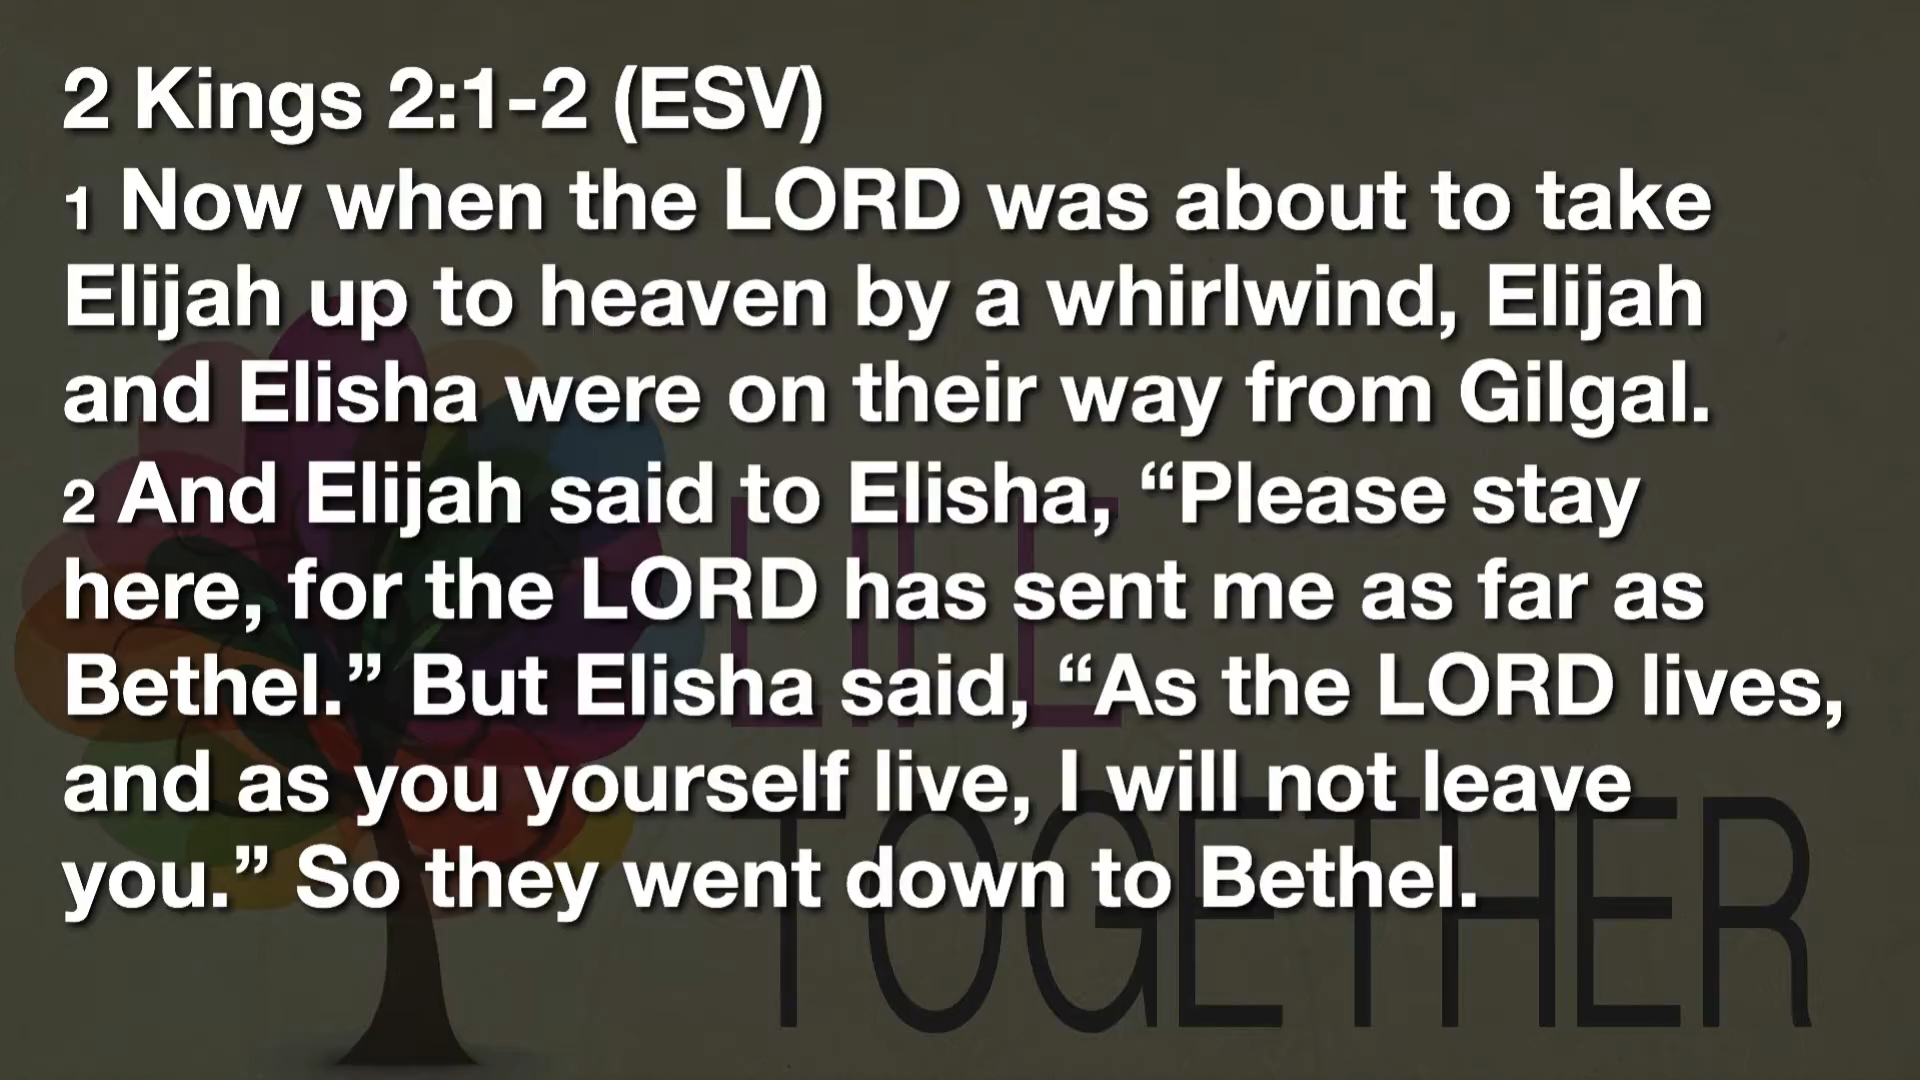 2 Kings 2:1-2 (ESV)
1 Now when the LORD was about to take
Elijah up to heaven by a whirlwind, Elijah
and Elisha were on their way from Gilgal.
2 And Elijah said to Elisha, “Please stay
here, for the LORD has sent me as far as
Bethel.” But Elisha said, “As the LORD lives,
and as you yourself live, I will not leave
you.” So they went down to Bethel.
LIFE
TOGETHER